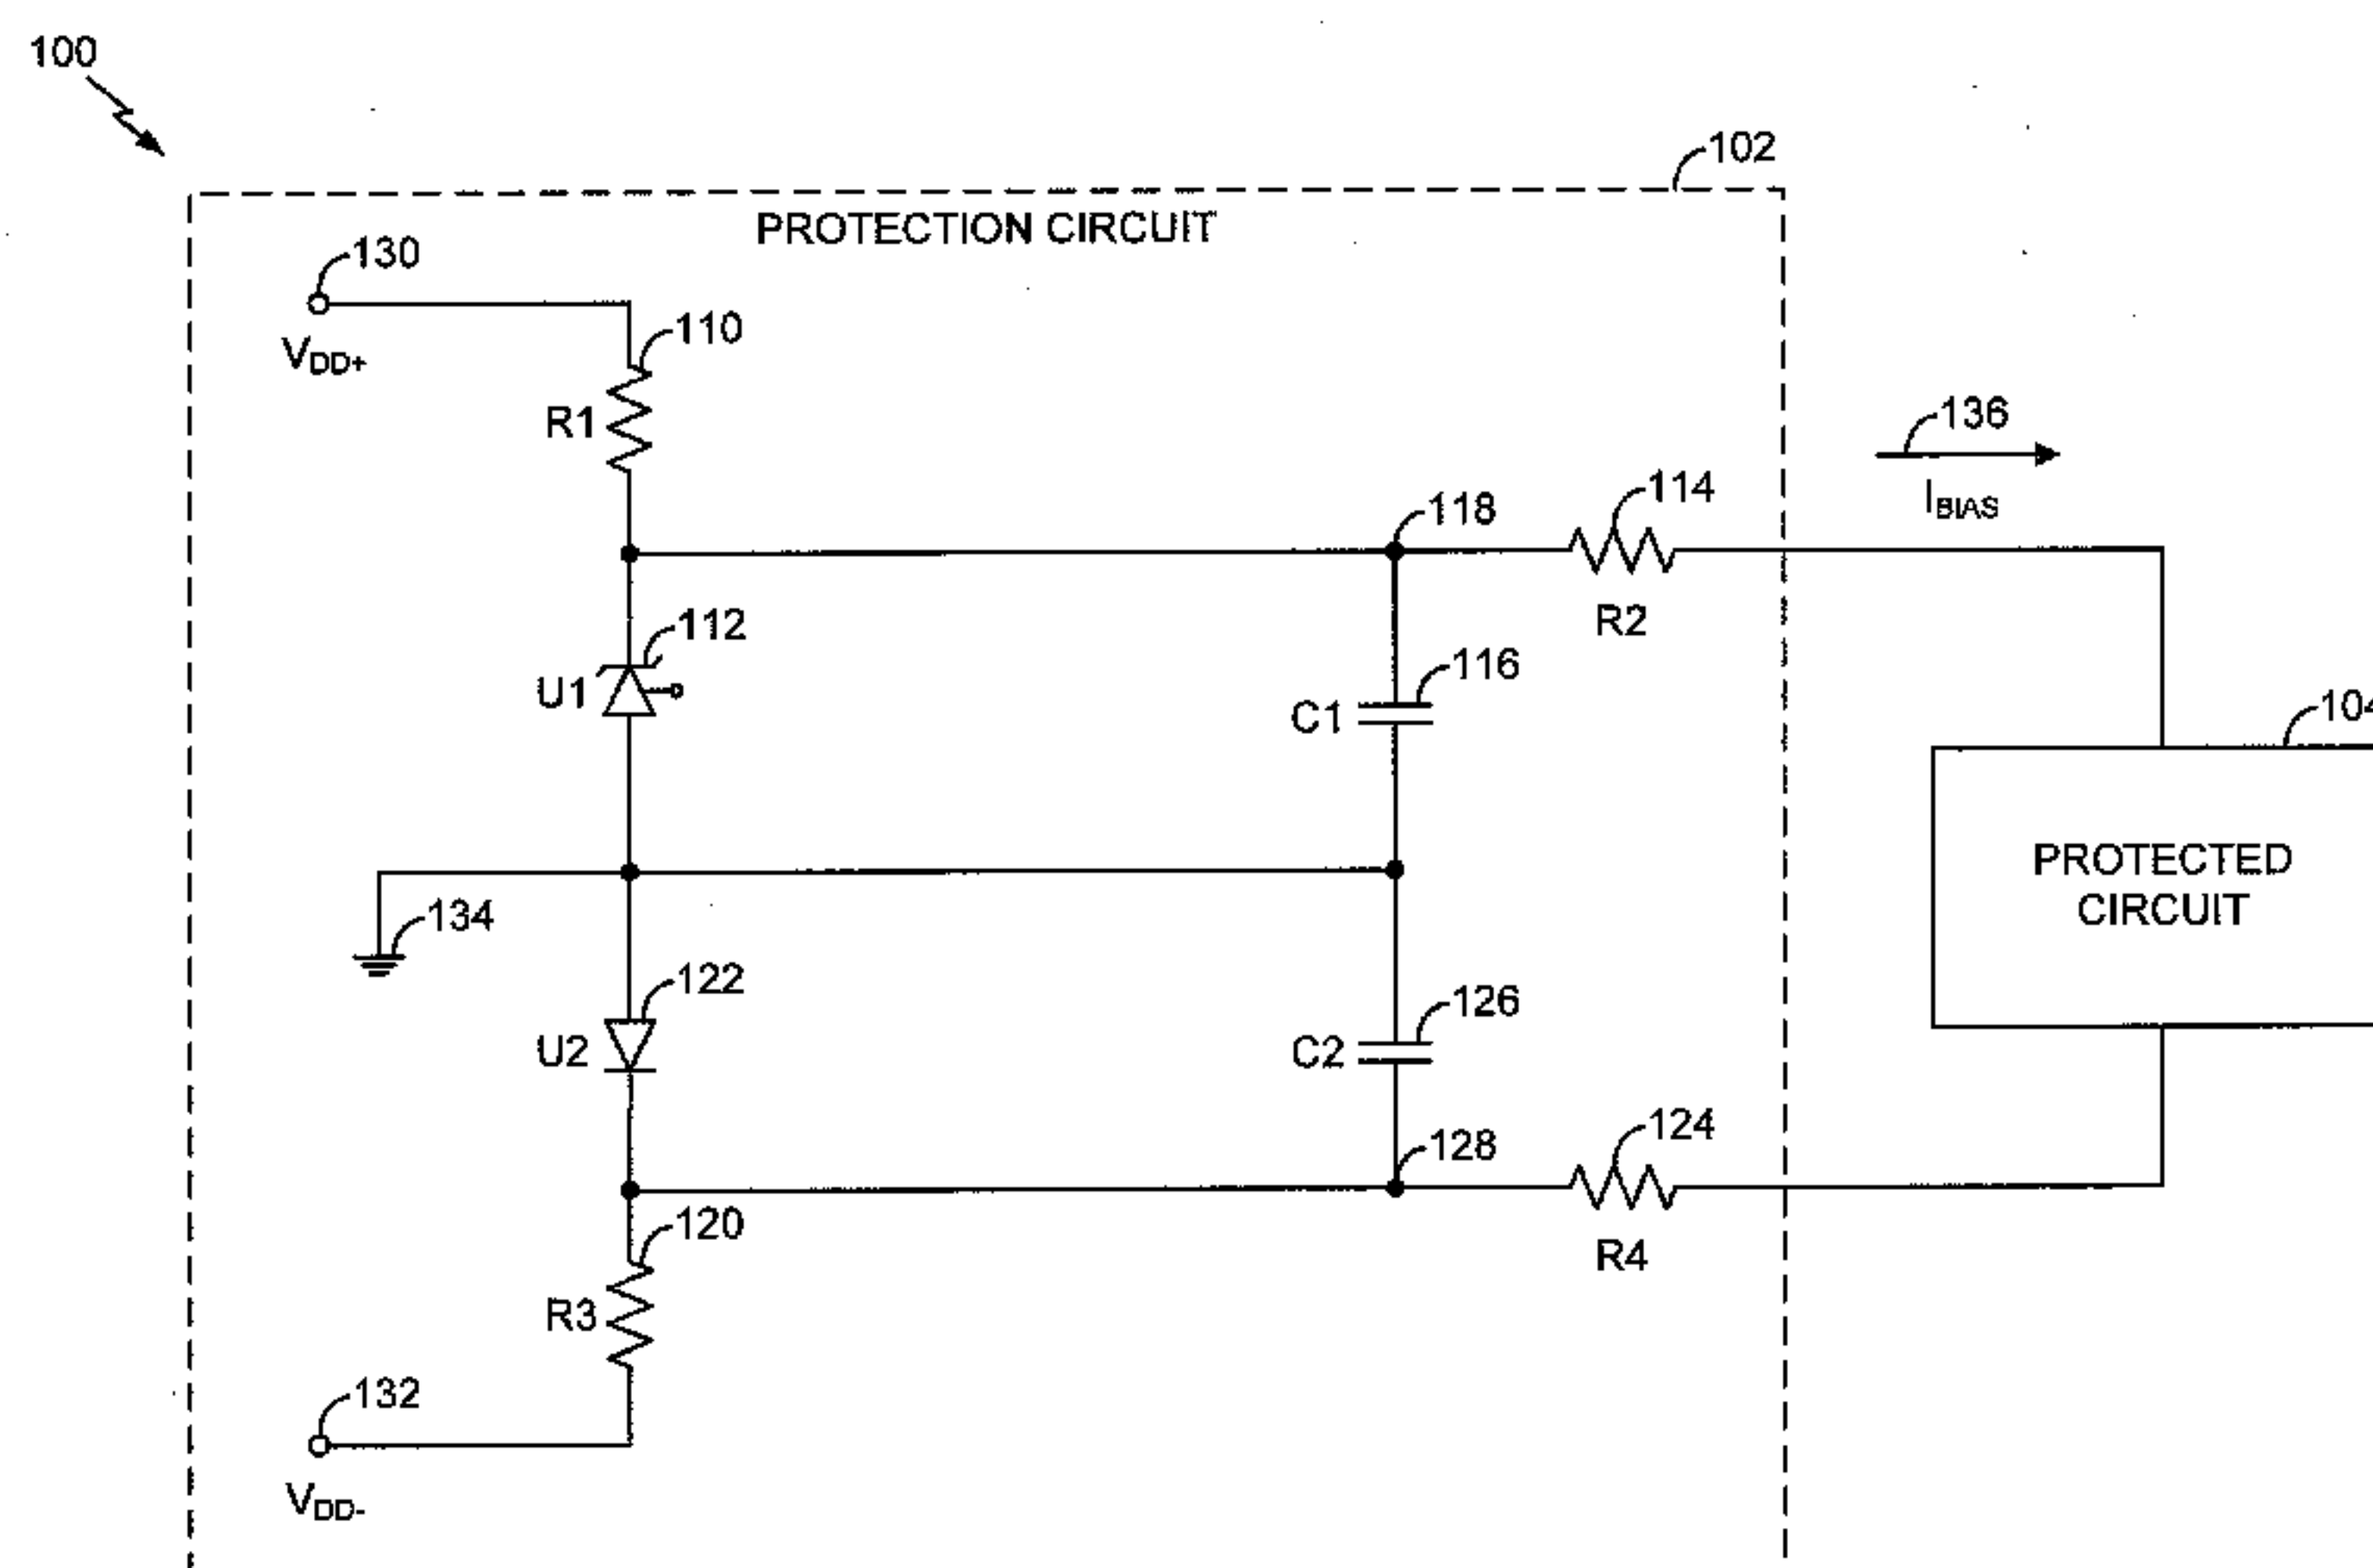 100
102
PROTECTION CIRCUIT
130
VDD+
110
R1
136
IBIAS
118
114
R2
112
U1
116
C1
104
PROTECTED
CIRCUIT
134
122
U2
126
C2
128
124
R4
120
R3
132
VDD-